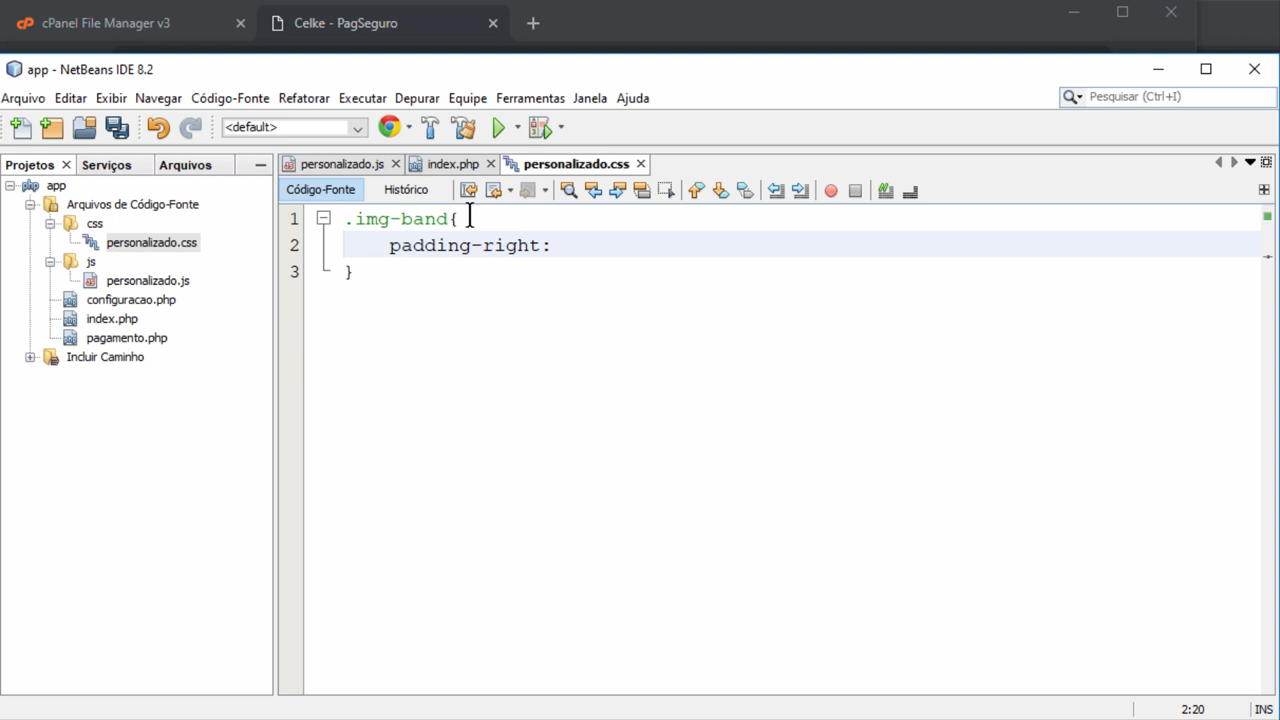 cPanel File Manager v3
Celke - PagSeguro
app - NetBeans IDE 8.2
Arquivo Editar Exibir Navegar Código-Fonte Refatorar Executar Depurar Equipe Ferramentas Janela Ajuda
Pesquisar (Ctrl+I)
<default>
Projetos Serviços Arquivos
personalizado.js index.php personalizado.css
Código-Fonte Histórico
app
Arquivos de Código-Fonte
css
personalizado.css
js
personalizado.js
configuracao.php
index.php
pagamento.php
Incluir Caminho
1 .img-band{
2 padding-right:
3 }
2:20 INS